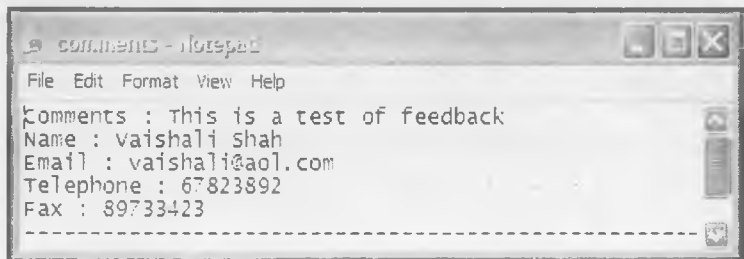 comments - Notepad
File Edit Format View Help
Comments : This is a test of feedback
Name : Vaishali Shah
Email : vaishali@aol.com
Telephone : 67823892
Fax : 89733423
--------------------------------------------------------